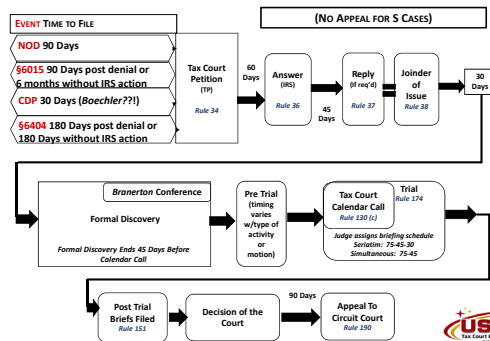 EVENT TIME TO FILE
(NO APPEAL FOR S CASES)
NOD 90 Days
§6015 90 Days post denial or
6 months without IRS action
CDP 30 Days (Boechler??!)
§6404 180 Days post denial or
180 Days without IRS action
Tax Court
Petition
(TP)
Rule 34
60
Days
Answer
(IRS)
Rule 36
45
Days
Reply
(If req'd)
Rule 37
Joinder
of
Issue
Rule 38
30
Days
Branerton Conference
Formal Discovery
Formal Discovery Ends 45 Days Before
Calendar Call
Pre Trial
(timing
varies
w/type of
activity
or
motion)
Tax Court
Calendar Call
Rule 130 (c)
Trial
Rule 174
Judge assigns briefing schedule
Seriatim: 75-45-30
Simultaneous: 75-45
Post Trial
Briefs Filed
Rule 151
Decision of the
Court
90 Days
Appeal To
Circuit Court
Rule 190
US
Tax Court